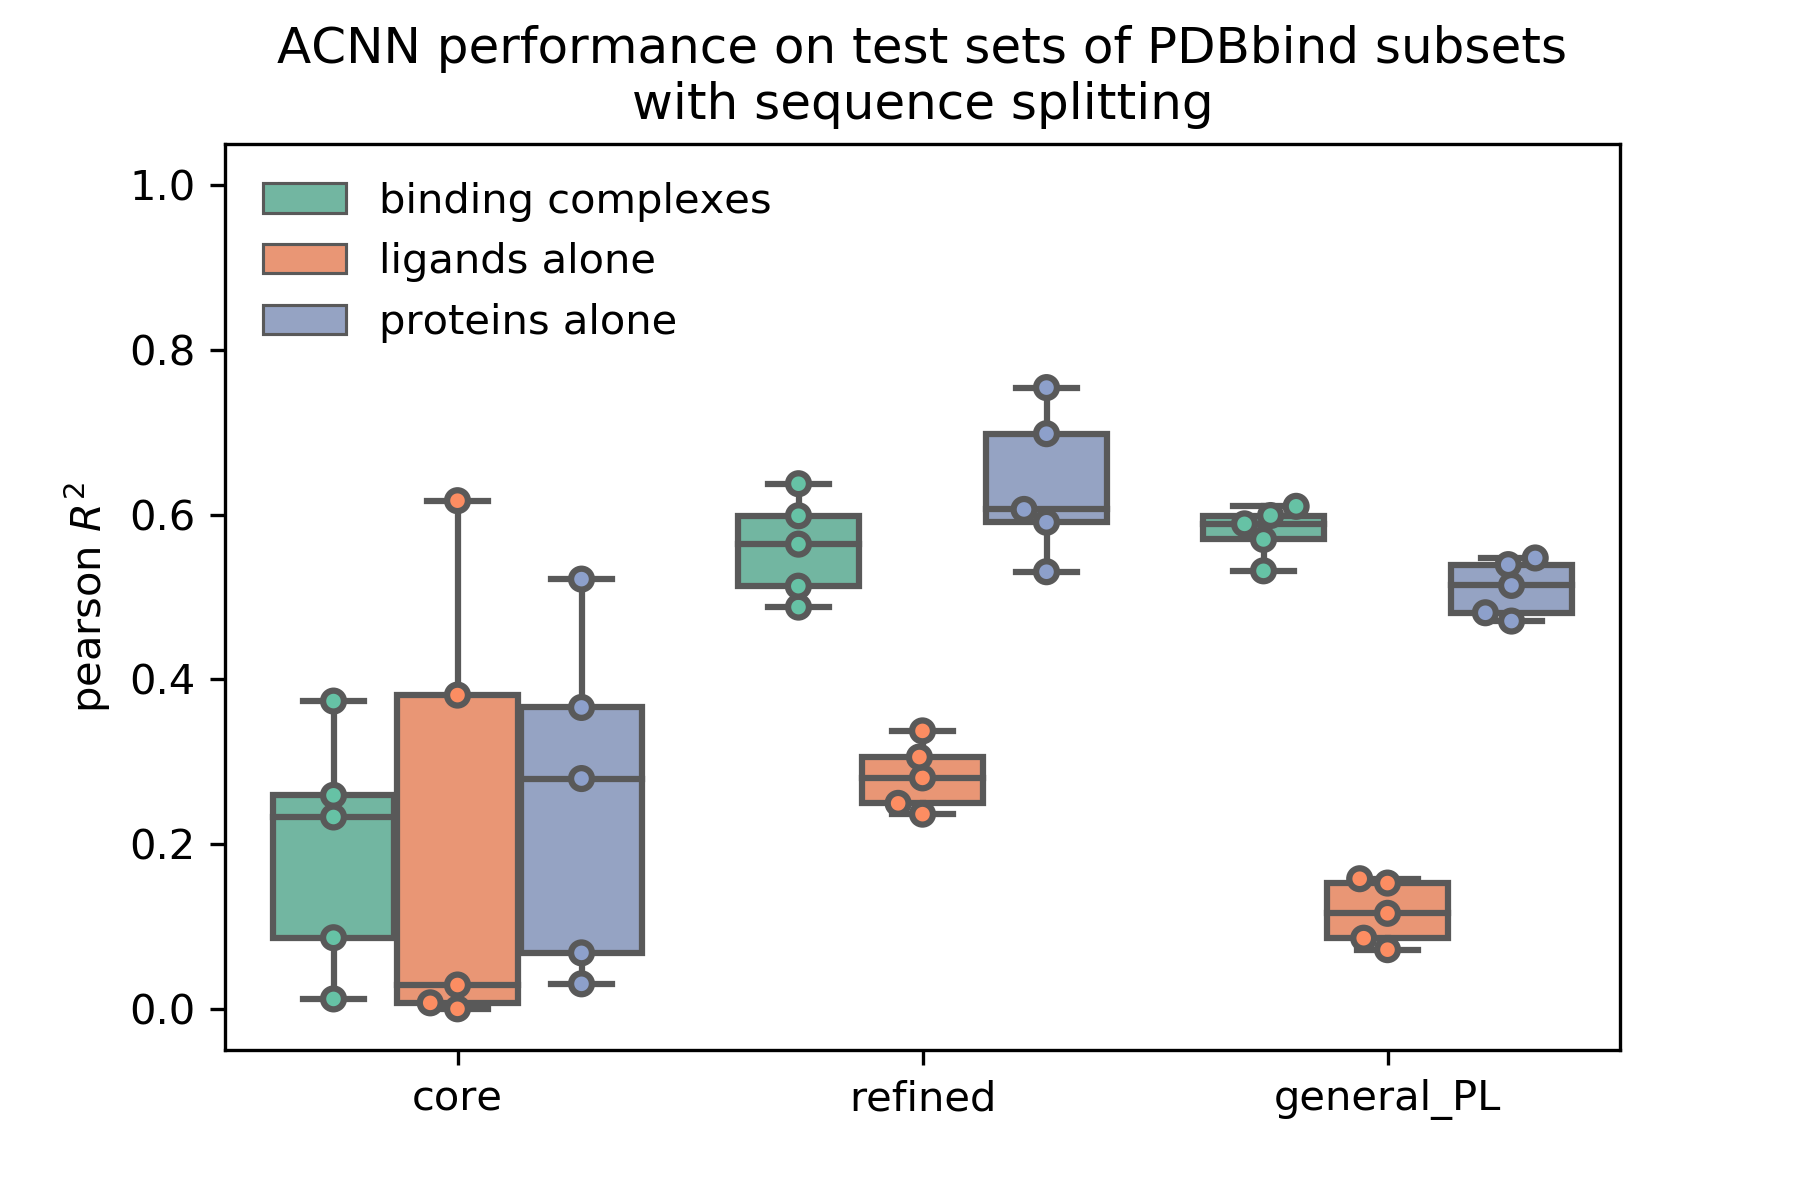 ACNN performance on test sets of PDBbind subsets
with sequence splitting
binding complexes
ligands alone
proteins alone
pearson R²
1.0
0.8
0.6
0.4
0.2
0.0
core
refined
general_PL